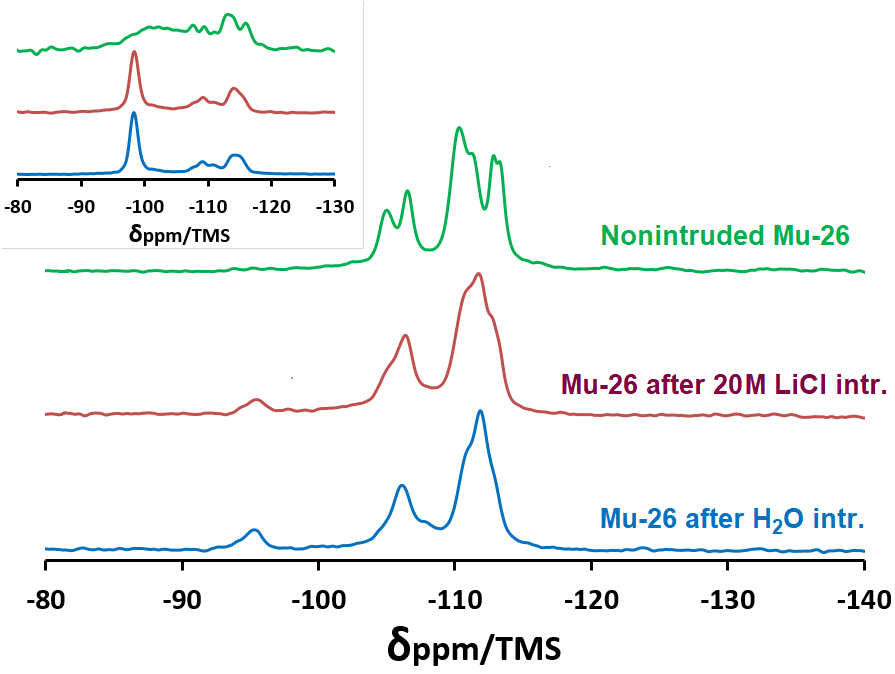 -80 -90 -100 -110 -120 -130
δppm/TMS
Nonintruded Mu-26
Mu-26 after 20M LiCl intr.
Mu-26 after H₂O intr.
-80 -90 -100 -110 -120 -130 -140
δppm/TMS